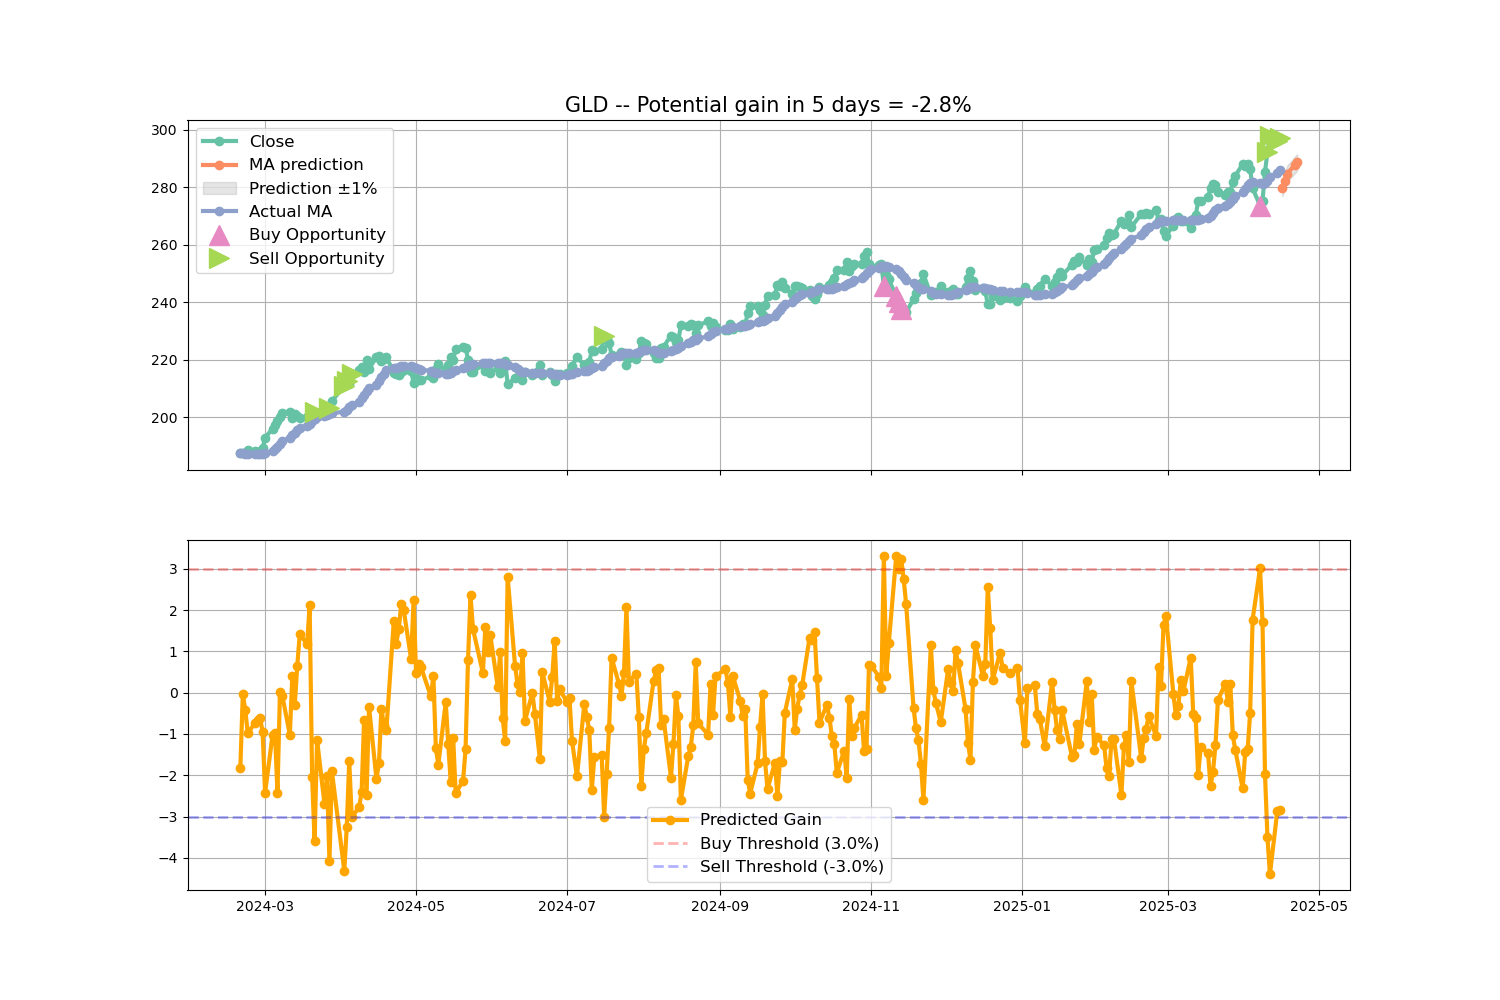 GLD -- Potential gain in 5 days = -2.8%
300
280
260
240
220
200
Close
MA prediction
Prediction ±1%
Actual MA
Buy Opportunity
Sell Opportunity
3
2
1
0
−1
−2
−3
−4
Predicted Gain
Buy Threshold (3.0%)
Sell Threshold (-3.0%)
2024-03
2024-05
2024-07
2024-09
2024-11
2025-01
2025-03
2025-05